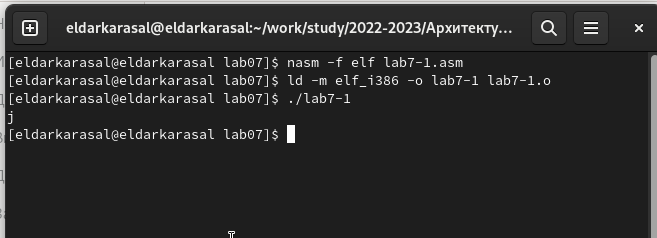 eldarkarasal@eldarkarasal:~/work/study/2022-2023/Архитекту...
[eldarkarasal@eldarkarasal lab07]$ nasm -f elf lab7-1.asm
[eldarkarasal@eldarkarasal lab07]$ ld -m elf_i386 -o lab7-1 lab7-1.o
[eldarkarasal@eldarkarasal lab07]$ ./lab7-1
j
[eldarkarasal@eldarkarasal lab07]$